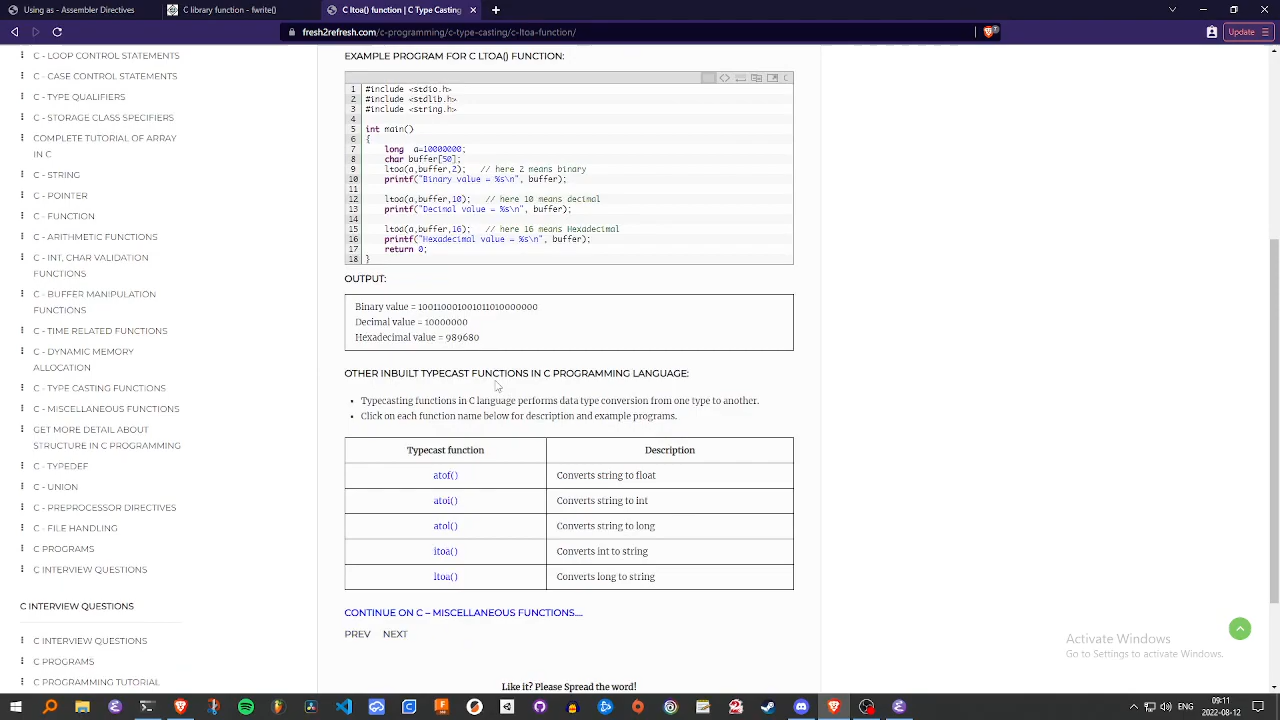 Using as - Assembler Directives
C library function - fwrite()
C ltoa() function | C Type Casting
fresh2refresh.com/c-programming/c-type-casting/c-ltoa-function/
Update
C - LOOP CONTROL STATEMENTS
C - CASE CONTROL STATEMENTS
C - TYPE QUALIFIERS
C - STORAGE CLASS SPECIFIERS
COMPLETE TUTORIAL OF ARRAY
IN C
C - STRING
C - POINTER
C - FUNCTION
C - ARITHMETIC FUNCTIONS
C - INT, CHAR VALIDATION
FUNCTIONS
C - BUFFER MANIPULATION
FUNCTIONS
C - TIME RELATED FUNCTIONS
C - DYNAMIC MEMORY
ALLOCATION
C - TYPE CASTING FUNCTIONS
C - MISCELLANEOUS FUNCTIONS
GET MORE DETAIL ABOUT
STRUCTURE IN C PROGRAMMING
C - TYPEDEF
C - UNION
C - PREPROCESSOR DIRECTIVES
C - FILE HANDLING
C PROGRAMS
C INTERVIEW QUESTIONS
C INTERVIEW QUESTIONS
C INTERVIEW QUESTIONS
C PROGRAMS
C PROGRAMMING TUTORIAL
EXAMPLE PROGRAM FOR C LTOA() FUNCTION:
1 #include <stdio.h>
2 #include <stdlib.h>
3 #include <string.h>
4
5 int main()
6 {
7 long a=10000000;
8 char buffer[50];
9 ltoa(a,buffer,2); // here 2 means binary
10 printf("Binary value = %s\n", buffer);
11
12 ltoa(a,buffer,10); // here 10 means decimal
13 printf("Decimal value = %s\n", buffer);
14
15 ltoa(a,buffer,16); // here 16 means Hexadecimal
16 printf("Hexadecimal value = %s\n", buffer);
17 return 0;
18 }
OUTPUT:
Binary value = 100110001001011010000000
Decimal value = 10000000
Hexadecimal value = 989680
OTHER INBUILT TYPECAST FUNCTIONS IN C PROGRAMMING LANGUAGE:
Typecasting functions in C language performs data type conversion from one type to another.
Click on each function name below for description and example programs.
Typecast function Description
atof() Converts string to float
atoi() Converts string to int
atol() Converts string to long
itoa() Converts int to string
ltoa() Converts long to string
CONTINUE ON C – MISCELLANEOUS FUNCTIONS....
PREV NEXT
Like it? Please Spread the word!
Activate Windows
Go to Settings to activate Windows.
09:11
2022-08-12